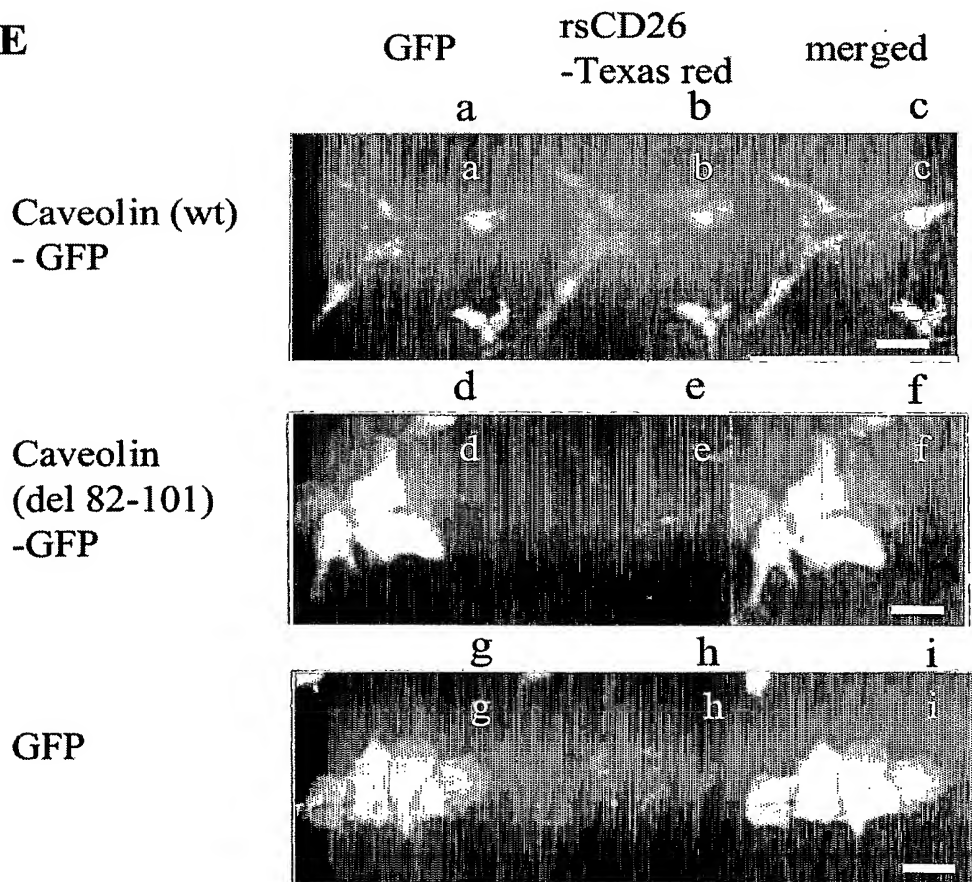 E
GFP
rsCD26
-Texas red
merged
a b c
a b c
Caveolin (wt)
- GFP
d e f
d e f
Caveolin
(del 82-101)
-GFP
g h i
g h i
GFP